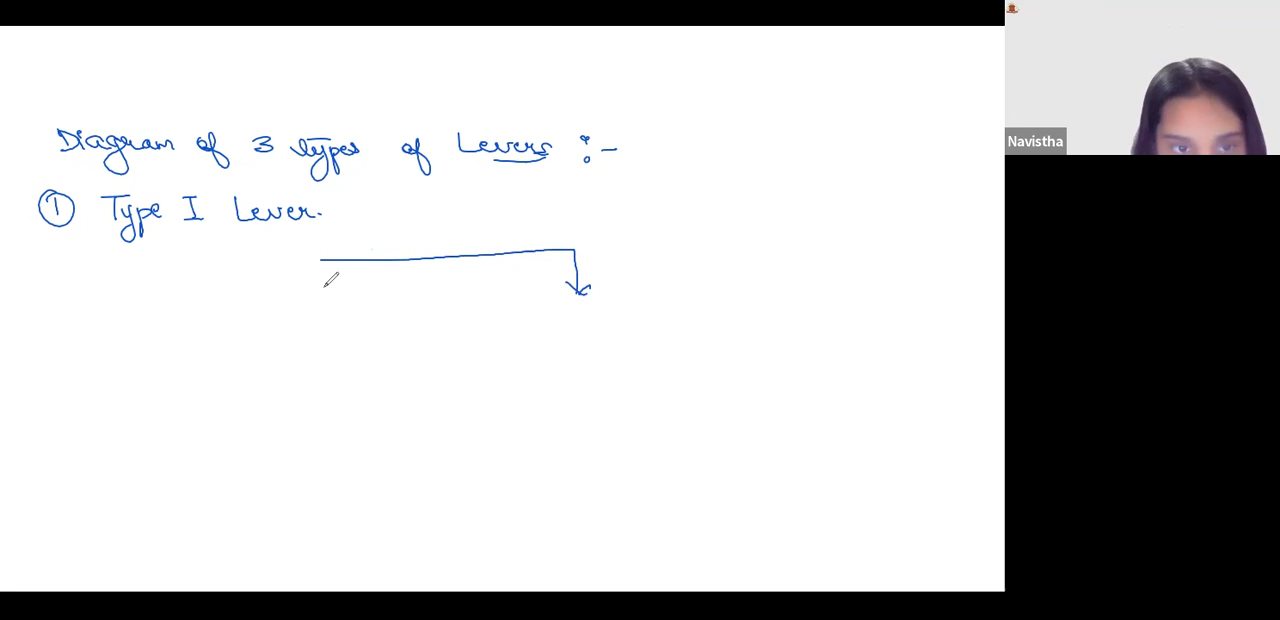 Diagram of 3 types of Levers :-
① Type I Lever.
Navistha